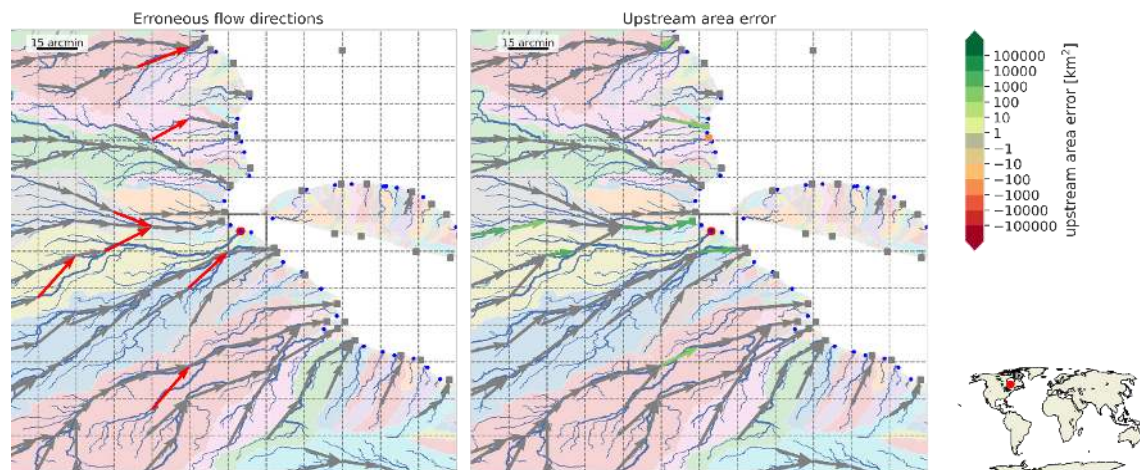 Erroneous flow directions
Upstream area error
15 arcmin
15 arcmin
100000
10000
1000
100
10
1
−1
−10
−100
−1000
−10000
−100000
upstream area error [km²]